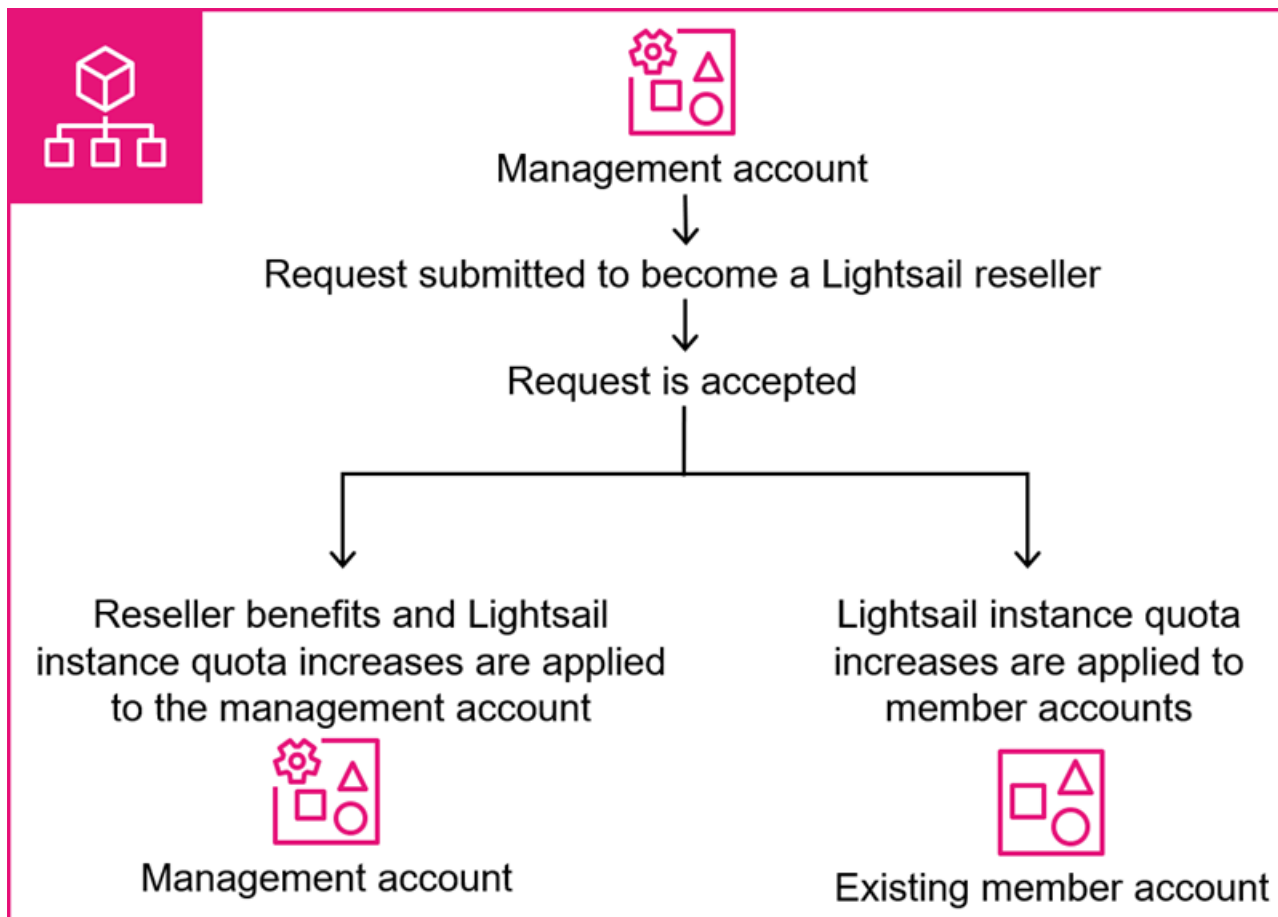 Management account
Request submitted to become a Lightsail reseller
Request is accepted
Reseller benefits and Lightsail
instance quota increases are applied
to the management account
Management account
Lightsail instance quota
increases are applied to
member accounts
Existing member account